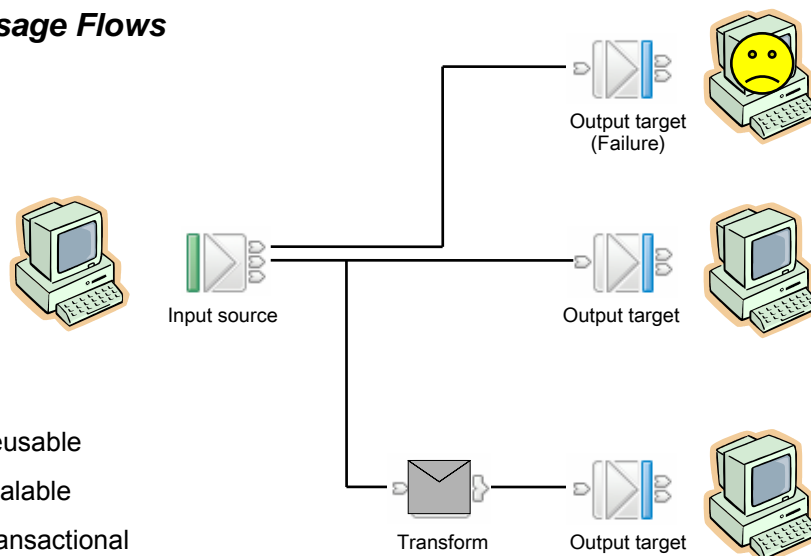 sage Flows
Output target
(Failure)
Input source
Output target
eusable
alable
ansactional
Transform
Output target